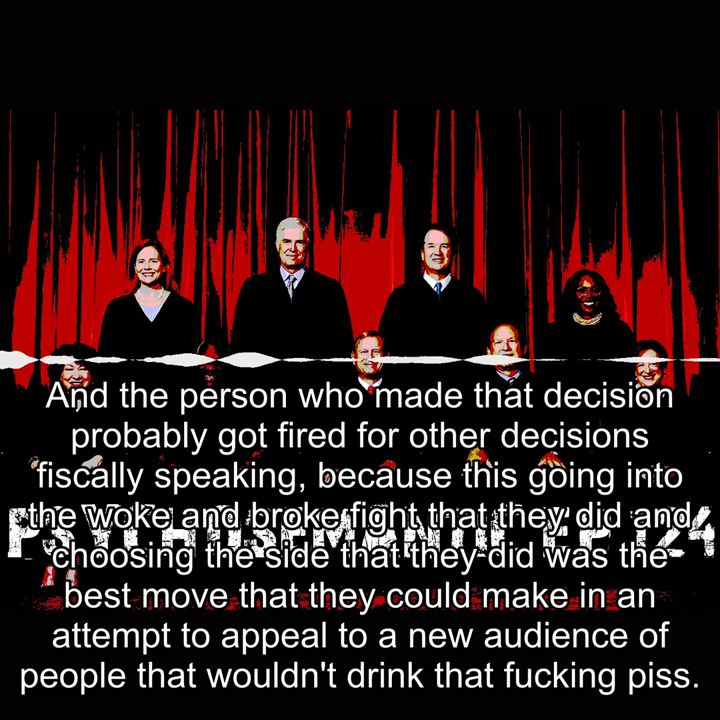 And the person who made that decision
probably got fired for other decisions
fiscally speaking, because this going into
the woke and broke fight that they did and
PSYCHOSEMANTIC EP.124
choosing the side that they did was the
best move that they could make in an
attempt to appeal to a new audience of
people that wouldn't drink that fucking piss.